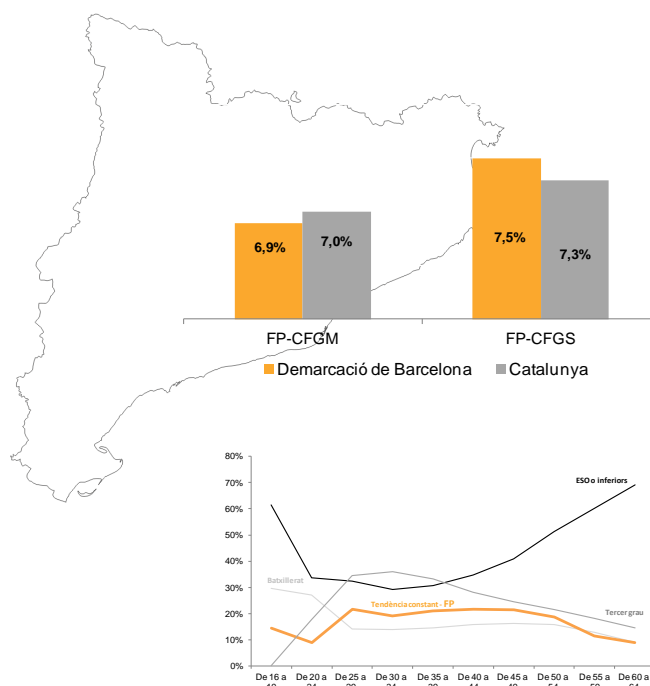 6,9%
7,0%
7,5%
7,3%
FP-CFGM
FP-CFGS
Demarcació de Barcelona
Catalunya
80%
70%
60%
50%
40%
30%
20%
10%
0%
ESO o inferiors
Batxillerat
Tendència constant - FP
Tercer grau
De 16 a
De 20 a
De 25 a
De 30 a
De 35 a
De 40 a
De 45 a
De 50 a
De 55 a
De 60 a